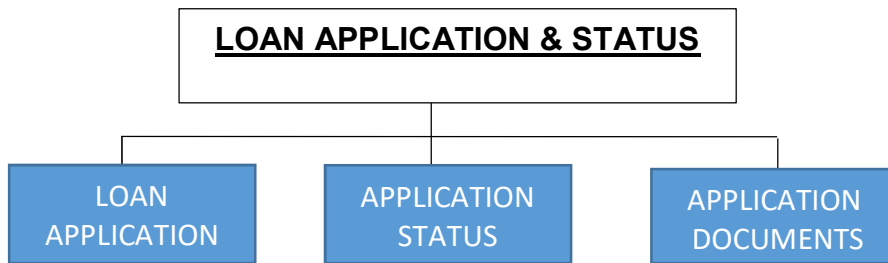 LOAN APPLICATION & STATUS
LOAN
APPLICATION
APPLICATION
STATUS
APPLICATION
DOCUMENTS